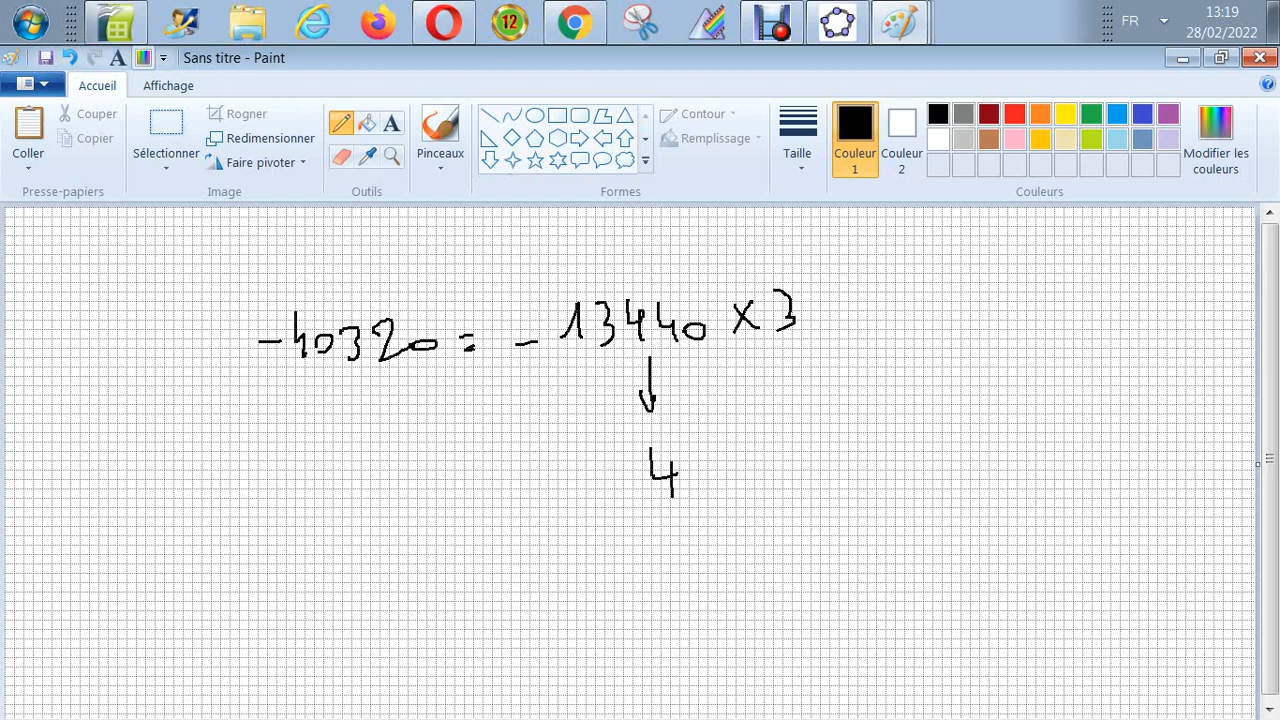 12
FR
13:19
28/02/2022
Sans titre - Paint
Accueil
Affichage
Coller
Couper
Copier
Presse-papiers
Sélectionner
Rogner
Redimensionner
Faire pivoter
Image
A
Outils
Pinceaux
Formes
Contour
Remplissage
Taille
Couleur 1
Couleur 2
Modifier les couleurs
Couleurs
-40320 = -13440 x 3
4